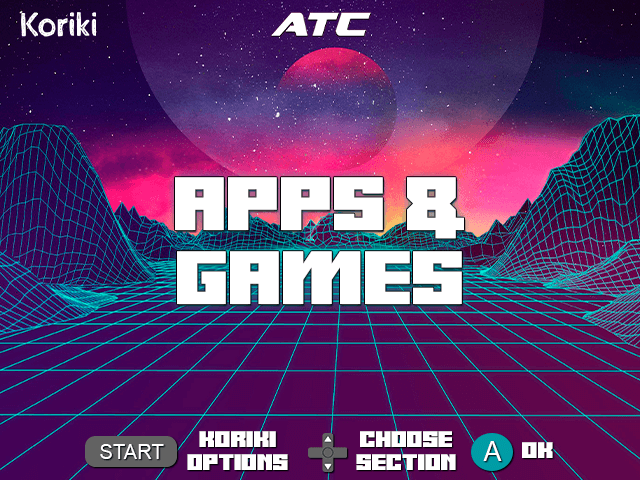 Koriki
ATC
APPS &
GAMES
START
KORIKI
OPTIONS
CHOOSE
SECTION
A
OK